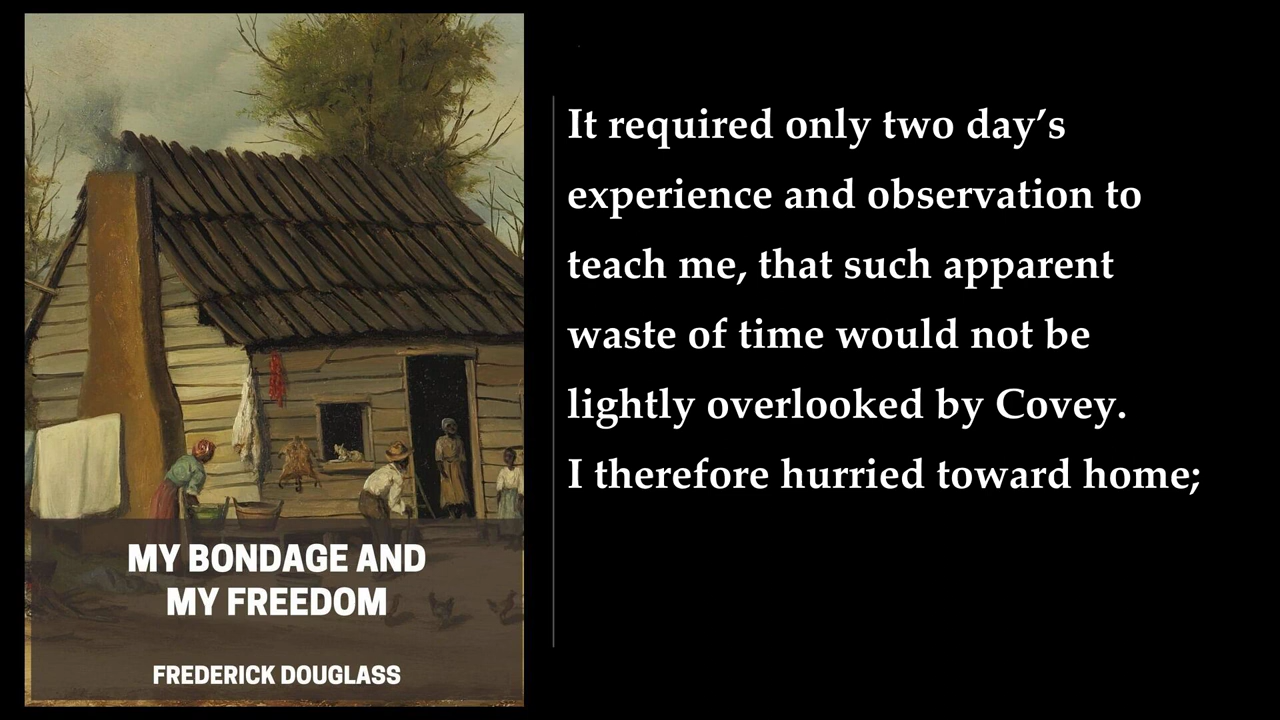 It required only two day’s
experience and observation to
teach me, that such apparent
waste of time would not be
lightly overlooked by Covey.
I therefore hurried toward home;
MY BONDAGE AND
MY FREEDOM
FREDERICK DOUGLASS